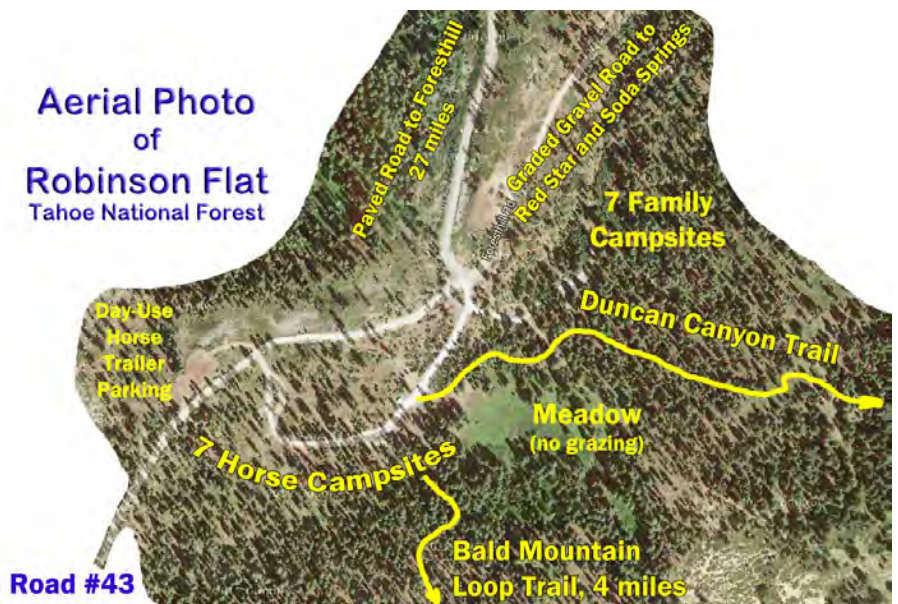 Aerial Photo
of
Robinson Flat
Tahoe National Forest
Paved Road to Foresthill
27 miles
Graded Gravel Road to
Red Star and Soda Springs
Foresthill Rd
7 Family
Campsites
Duncan Canyon Trail
Day-Use
Horse
Trailer
Parking
Meadow
(no grazing)
7 Horse Campsites
Bald Mountain
Loop Trail, 4 miles
Road #43